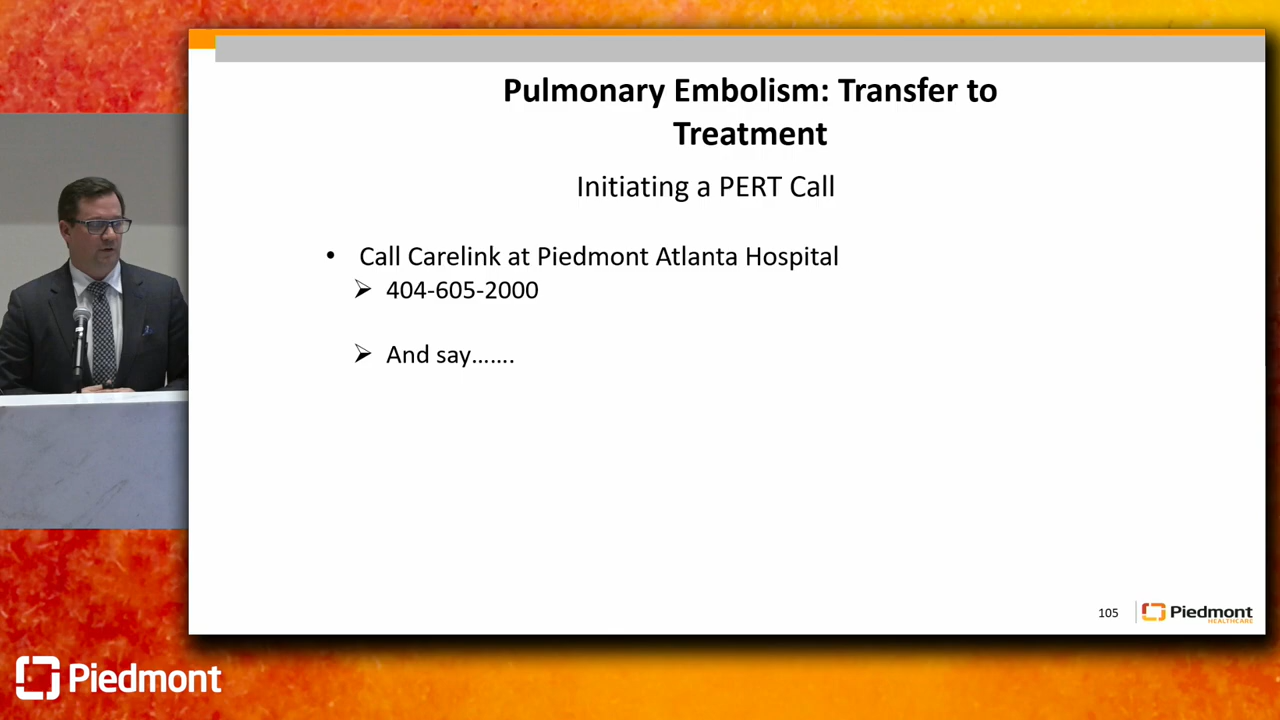 Pulmonary Embolism: Transfer to
Treatment
Initiating a PERT Call
• Call Carelink at Piedmont Atlanta Hospital
➢ 404-605-2000
➢ And say…….
105
Piedmont
HEALTHCARE
Piedmont